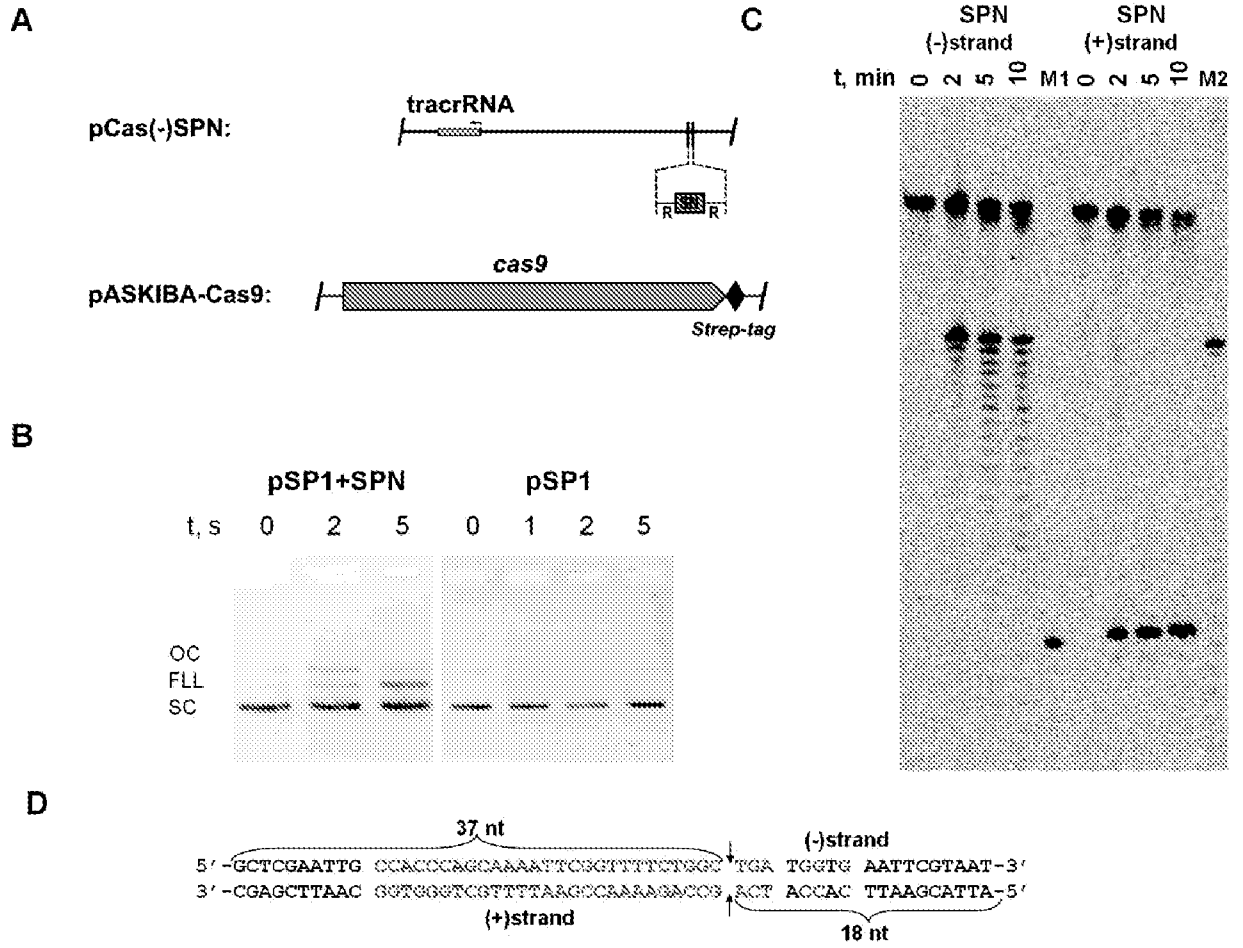 A
pCas(-)SPN:
tracrRNA
R R
pASKIBA-Cas9:
cas9
Strep-tag
B
pSP1+SPN pSP1
t, s 0 2 5 0 1 2 5
OC
FLL
SC
C
SPN SPN
(-)strand (+)strand
t, min 0 2 5 10 M1 0 2 5 10 M2
D
37 nt (-)strand
5'-GCTCGAATTG CCACCCAGCAAAATTCGGTTTTCTGGC TGA TGGTG AATTCGTAAT-3'
3'-CGAGCTTAAC GGTGGGTCGTTTTAAGCCAAAAGACCG ACT ACCAC TTAAGCATTA-5'
(+)strand 18 nt